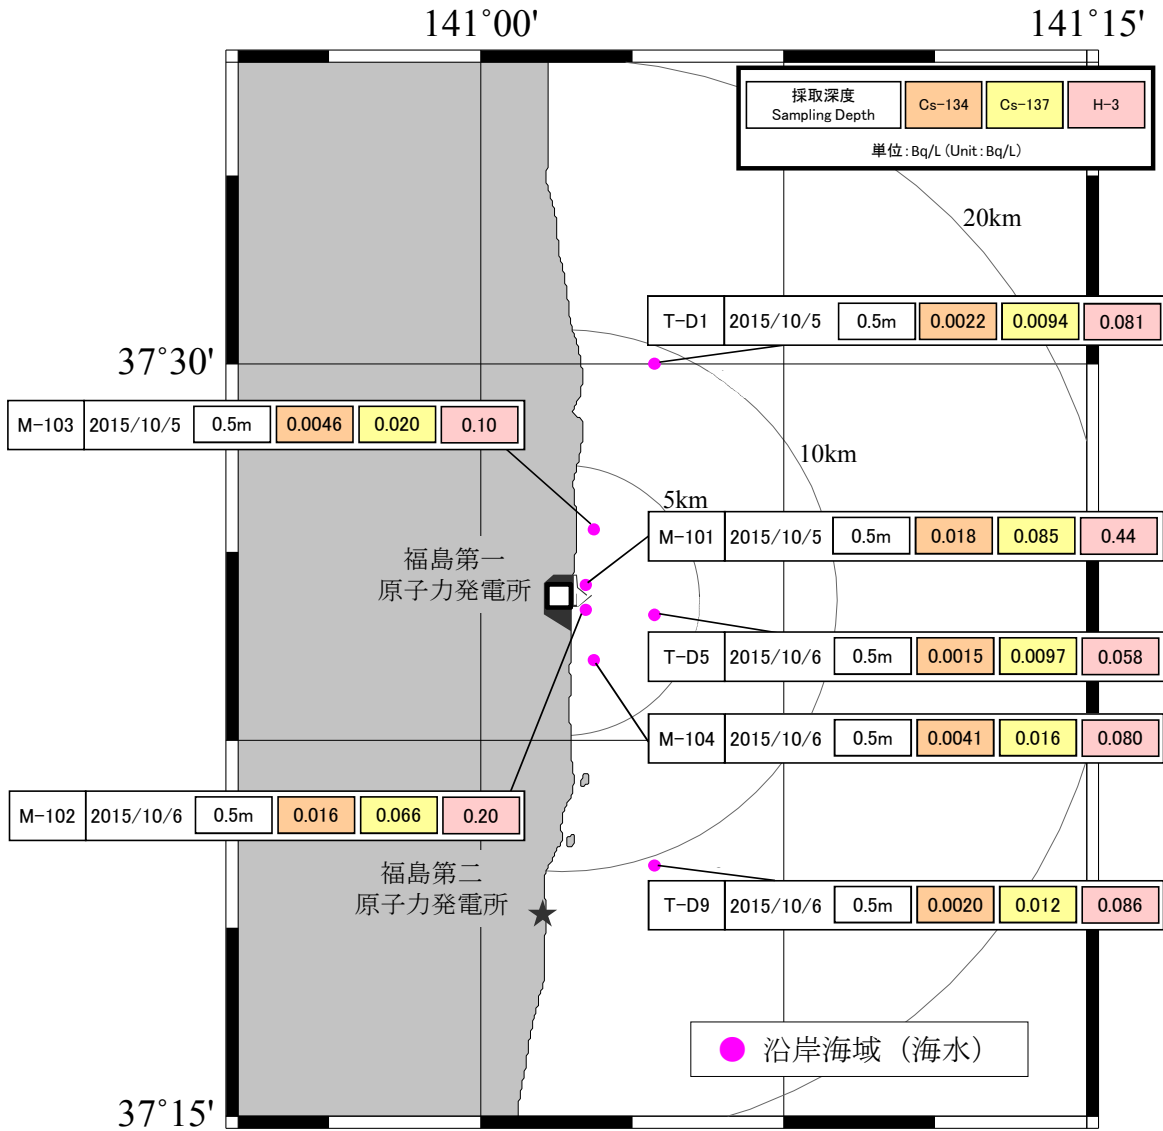 141°00'
141°15'
採取深度
Sampling Depth
Cs-134
Cs-137
H-3
単位：Bq/L (Unit：Bq/L)
20km
T-D1 2015/10/5 0.5m 0.0022 0.0094 0.081
37°30'
M-103 2015/10/5 0.5m 0.0046 0.020 0.10
10km
5km
M-101 2015/10/5 0.5m 0.018 0.085 0.44
福島第一
原子力発電所
T-D5 2015/10/6 0.5m 0.0015 0.0097 0.058
M-104 2015/10/6 0.5m 0.0041 0.016 0.080
M-102 2015/10/6 0.5m 0.016 0.066 0.20
福島第二
原子力発電所
T-D9 2015/10/6 0.5m 0.0020 0.012 0.086
沿岸海域（海水）
37°15'